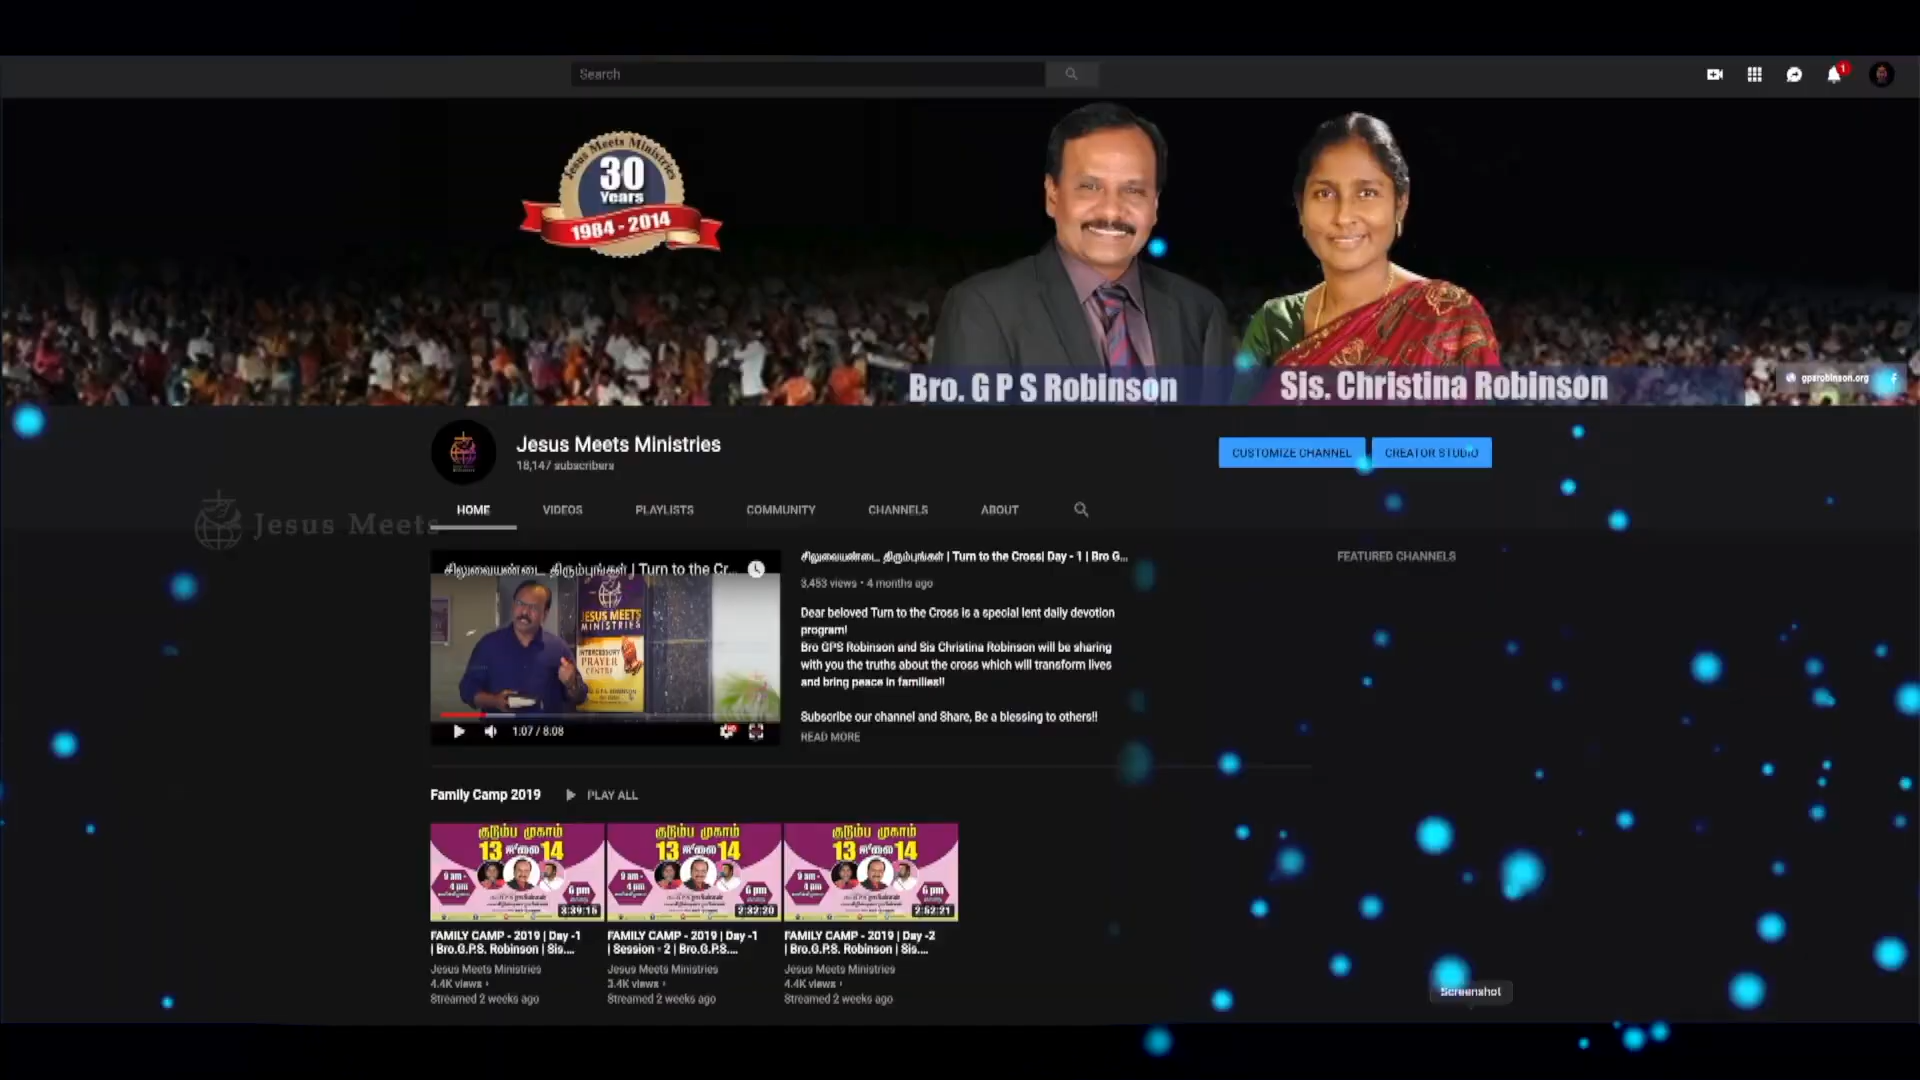 Search
1
Jesus Meets Ministries
30
Years
1984 - 2014
Bro. G P S Robinson
Sis. Christina Robinson
gpsrobinson.org
Jesus Meets Ministries
18,147 subscribers
CUSTOMIZE CHANNEL
CREATOR STUDIO
HOME
VIDEOS
PLAYLISTS
COMMUNITY
CHANNELS
ABOUT
Jesus Meets
சிலுவையண்டை திரும்புங்கள் | Turn to the Cr...
JESUS MEETS
MINISTRIES
INTERCESSORY
PRAYER
CENTRE
1:07 / 8:08
சிலுவையண்டை திரும்புங்கள் | Turn to the Cross| Day - 1 | Bro G...
3,453 views • 4 months ago
Dear beloved Turn to the Cross is a special lent daily devotion
program!
Bro GPS Robinson and Sis Christina Robinson will be sharing
with you the truths about the cross which will transform lives
and bring peace in families!!
Subscribe our channel and Share, Be a blessing to others!!
READ MORE
FEATURED CHANNELS
Family Camp 2019
PLAY ALL
குடும்ப முகாம்
13 ஜூலை 14
9 am -
4 pm
6 pm
3:39:15
குடும்ப முகாம்
13 ஜூலை 14
9 am -
4 pm
6 pm
2:32:20
குடும்ப முகாம்
13 ஜூலை 14
9 am -
4 pm
6 pm
2:52:21
FAMILY CAMP - 2019 | Day -1
| Bro.G.P.S. Robinson | Sis....
Jesus Meets Ministries
4.4K views •
Streamed 2 weeks ago
FAMILY CAMP - 2019 | Day -1
| Session - 2 | Bro.G.P.S....
Jesus Meets Ministries
3.4K views •
Streamed 2 weeks ago
FAMILY CAMP - 2019 | Day -2
| Bro.G.P.S. Robinson | Sis....
Jesus Meets Ministries
4.4K views •
Streamed 2 weeks ago
Screenshot